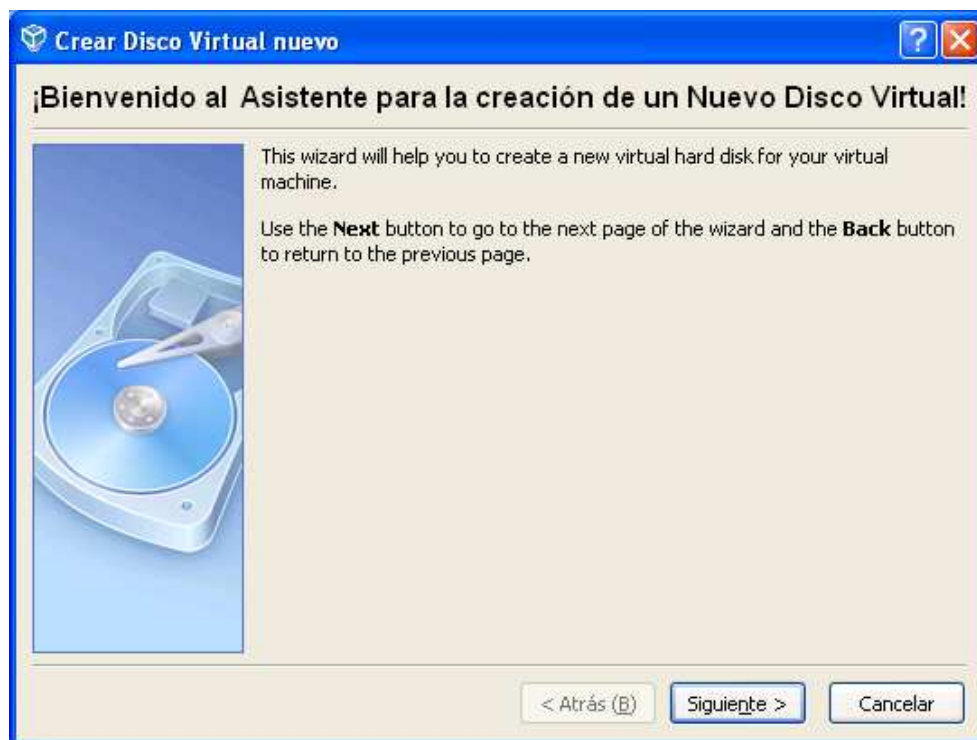 Crear Disco Virtual nuevo
¡Bienvenido al Asistente para la creación de un Nuevo Disco Virtual!
This wizard will help you to create a new virtual hard disk for your virtual
machine.
Use the Next button to go to the next page of the wizard and the Back button
to return to the previous page.
< Atrás (B) Siguiente > Cancelar